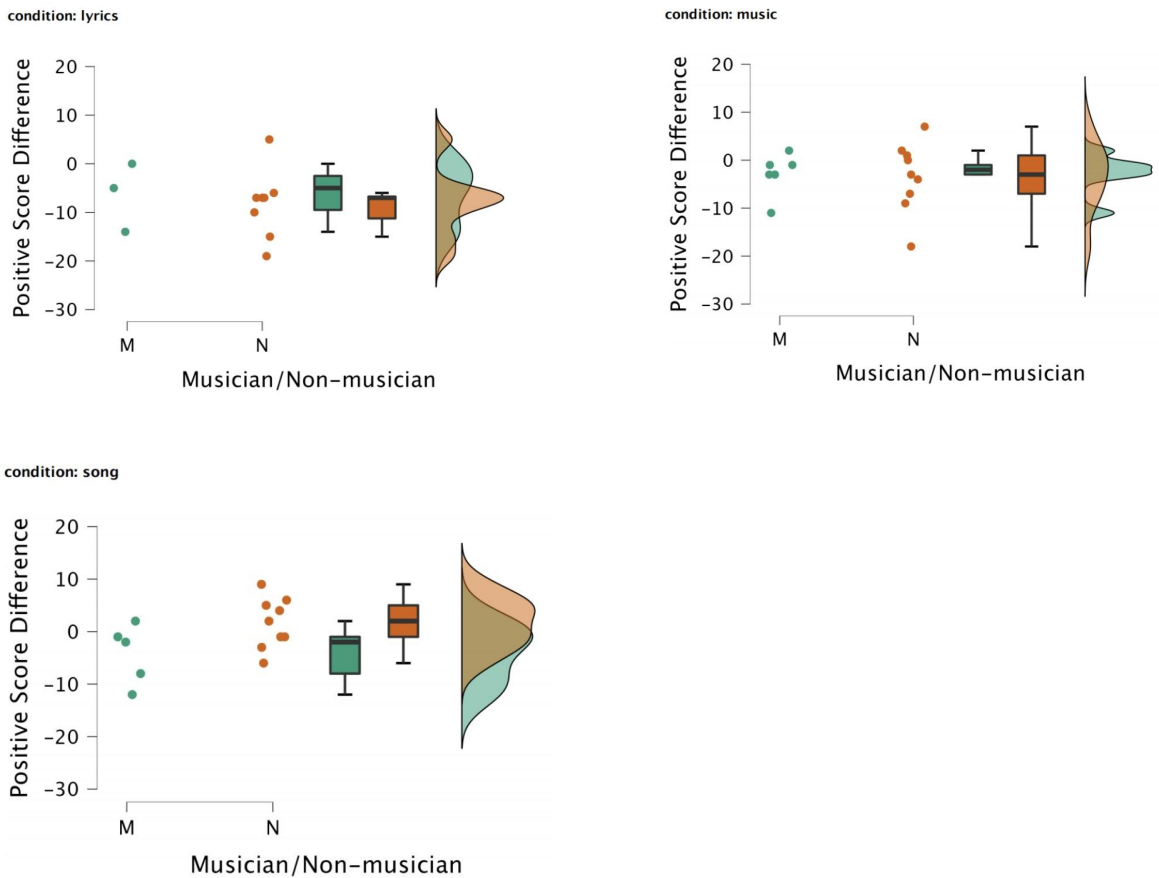 condition: lyrics
Positive Score Difference
20
10
0
−10
−20
−30
M
N
Musician/Non−musician
condition: music
Positive Score Difference
20
10
0
−10
−20
−30
M
N
Musician/Non−musician
condition: song
Positive Score Difference
20
10
0
−10
−20
−30
M
N
Musician/Non−musician